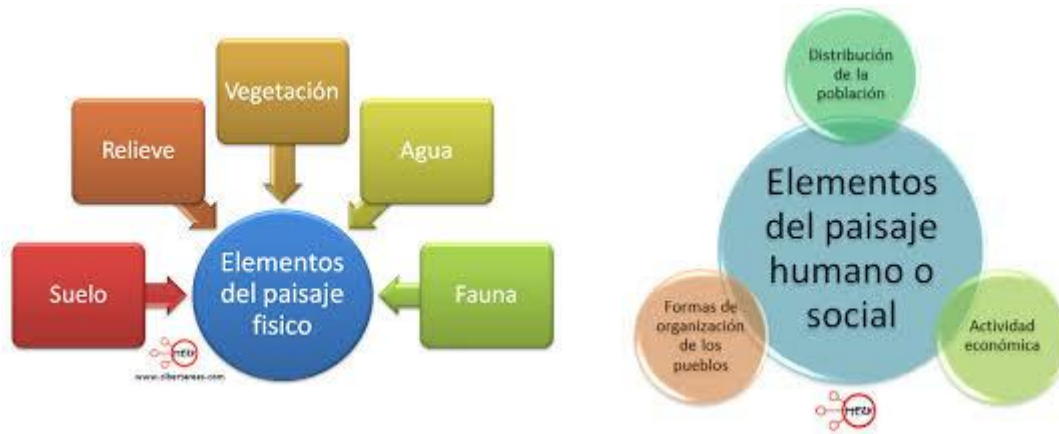 Vegetación
Relieve
Agua
Suelo
Elementos
del paisaje
fisico
Fauna
www.cibertareas.com
Distribución
de la
población
Elementos
del paisaje
humano o
social
Formas de
organización
de los
pueblos
Actividad
económica